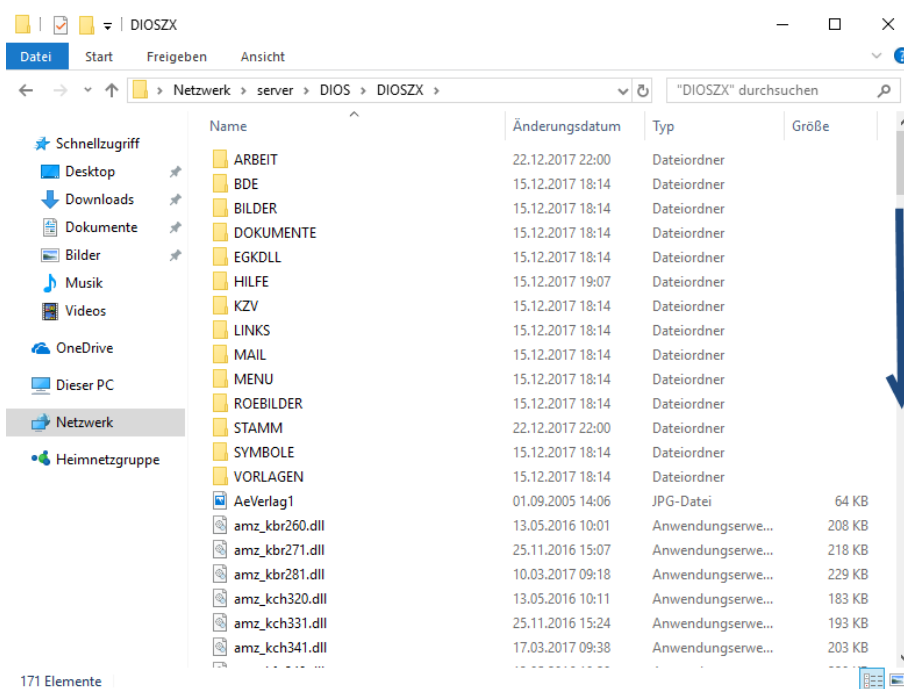 DIOSZX
Datei Start Freigeben Ansicht
Netzwerk > server > DIOS > DIOSZX > "DIOSZX" durchsuchen
Name Änderungsdatum Typ Größe
Schnellzugriff
Desktop
Downloads
Dokumente
Bilder
Musik
Videos
OneDrive
Dieser PC
Netzwerk
Heimnetzgruppe
ARBEIT 22.12.2017 22:00 Dateiordner
BDE 15.12.2017 18:14 Dateiordner
BILDER 15.12.2017 18:14 Dateiordner
DOKUMENTE 15.12.2017 18:14 Dateiordner
EGKDLL 15.12.2017 18:14 Dateiordner
HILFE 15.12.2017 19:07 Dateiordner
KZV 15.12.2017 18:14 Dateiordner
LINKS 15.12.2017 18:14 Dateiordner
MAIL 15.12.2017 18:14 Dateiordner
MENU 15.12.2017 18:14 Dateiordner
ROEBILDER 15.12.2017 18:14 Dateiordner
STAMM 22.12.2017 22:00 Dateiordner
SYMBOLE 15.12.2017 18:14 Dateiordner
VORLAGEN 15.12.2017 18:14 Dateiordner
AeVerlag1 01.09.2005 14:06 JPG-Datei 64 KB
amz_kbr260.dll 13.05.2016 10:01 Anwendungserwe... 208 KB
amz_kbr271.dll 25.11.2016 15:07 Anwendungserwe... 218 KB
amz_kbr281.dll 10.03.2017 09:18 Anwendungserwe... 229 KB
amz_kch320.dll 13.05.2016 10:11 Anwendungserwe... 183 KB
amz_kch331.dll 25.11.2016 15:24 Anwendungserwe... 193 KB
amz_kch341.dll 17.03.2017 09:38 Anwendungserwe... 203 KB
171 Elemente